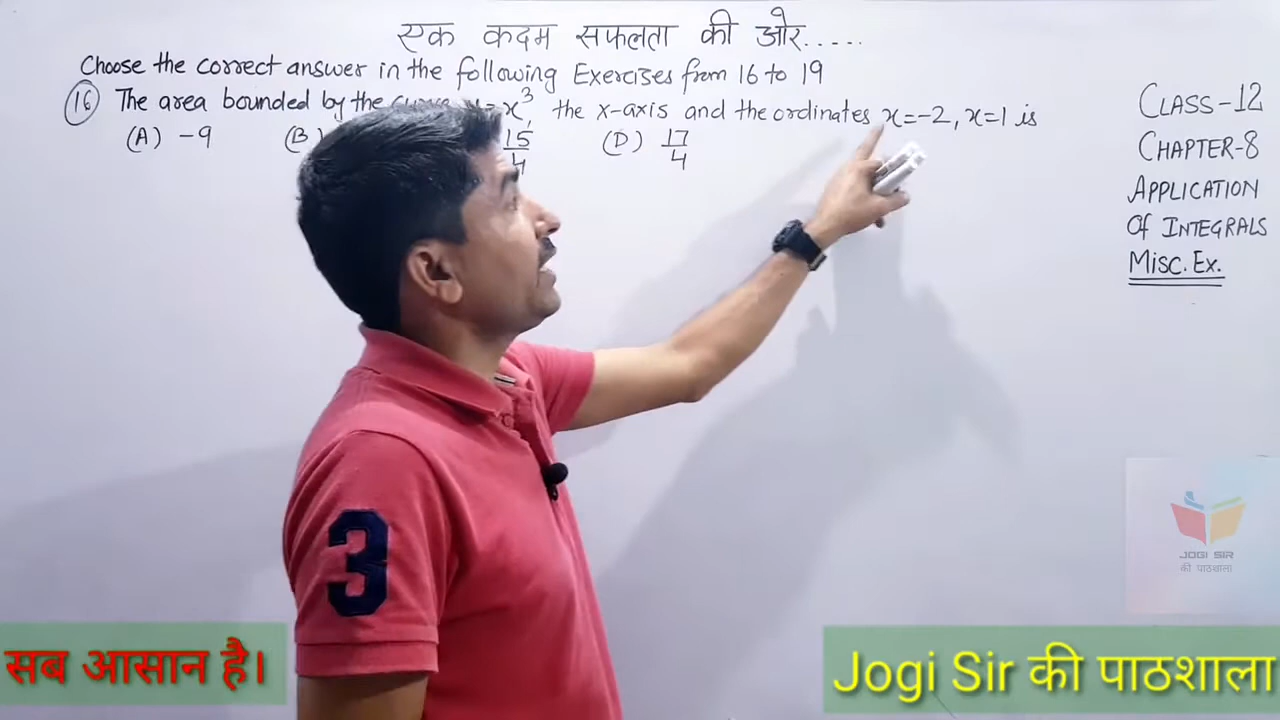 एक कदम सफलता की ओर.....
Choose the correct answer in the following Exercises from 16 to 19
16 The area bounded by the curve y = x³, the x-axis and the ordinates x=-2, x=1 is
(A) -9 (B) 15/4 (D) 17/4
CLASS-12
CHAPTER-8
APPLICATION
Of INTEGRALS
Misc. Ex.
3
JOGI SIR
की पाठशाला
सब आसान है।
Jogi Sir की पाठशाला